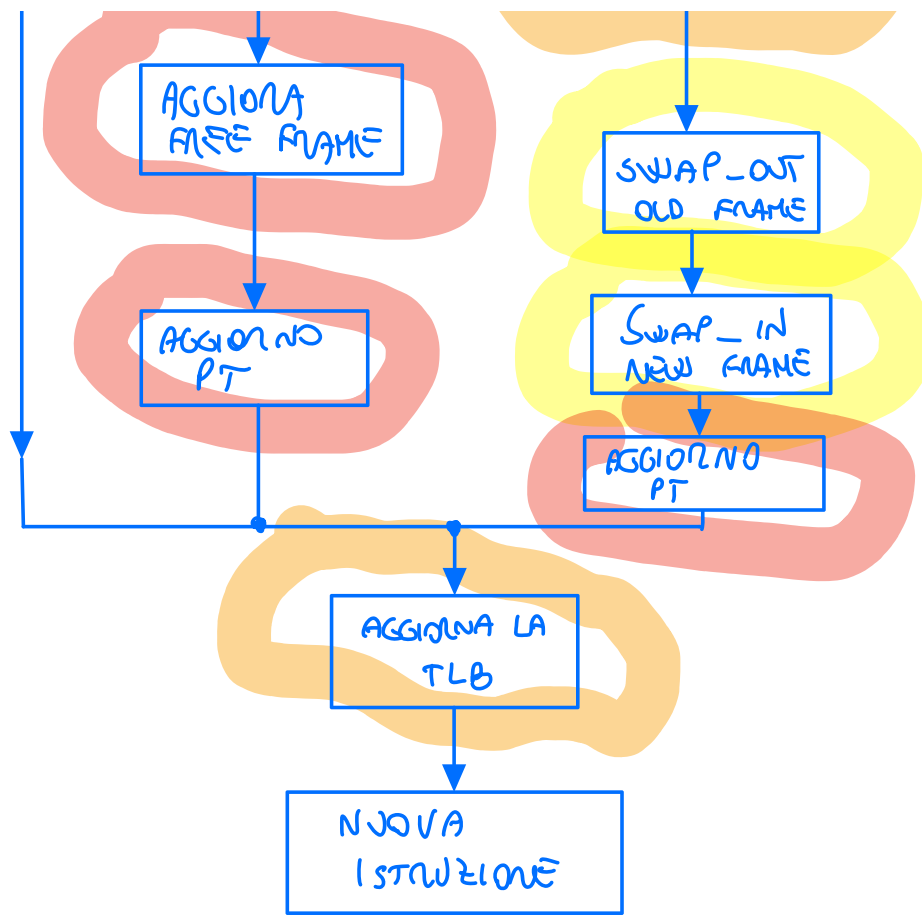 AGGIORNA
FREE FRAME
SWAP_OUT
OLD FRAME
SWAP_IN
NEW FRAME
AGGIORNO
PT
AGGIORNO
PT
AGGIORNA LA
TLB
NUOVA
ISTRUZIONE